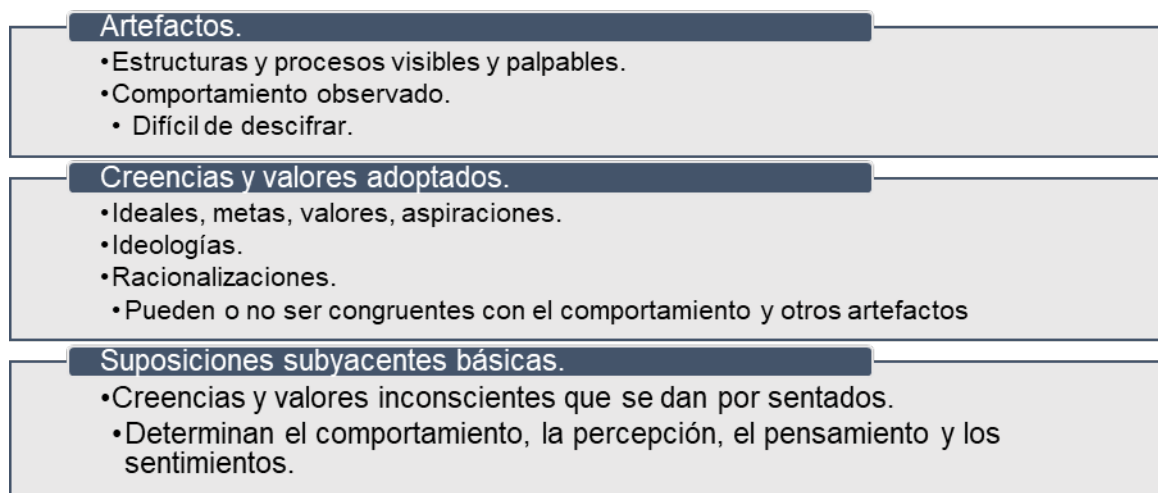 Artefactos.
•Estructuras y procesos visibles y palpables.
•Comportamiento observado.
• Difícil de descifrar.
Creencias y valores adoptados.
•Ideales, metas, valores, aspiraciones.
•Ideologías.
•Racionalizaciones.
•Pueden o no ser congruentes con el comportamiento y otros artefactos
Suposiciones subyacentes básicas.
•Creencias y valores inconscientes que se dan por sentados.
•Determinan el comportamiento, la percepción, el pensamiento y los
sentimientos.